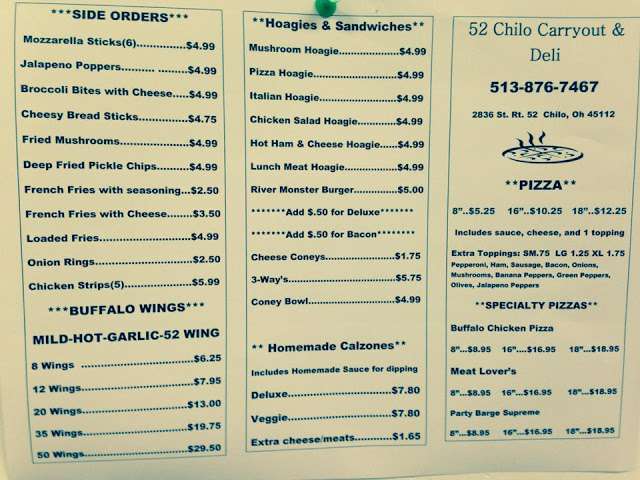 ***SIDE ORDERS***
Mozzarella Sticks(6)...............$4.99
Jalapeno Poppers......... .........$4.99
Broccoli Bites with Cheese.....$4.99
Cheesy Bread Sticks..............$4.75
Fried Mushrooms...................$4.99
Deep Fried Pickle Chips.........$4.99
French Fries with seasoning...$2.50
French Fries with Cheese.......$3.50
Loaded Fries.........................$4.99
Onion Rings..........................$2.50
Chicken Strips(5)...................$5.99
***BUFFALO WINGS***
MILD-HOT-GARLIC-52 WING
8 Wings ..............................$6.25
12 Wings..............................$7.95
20 Wings..............................$13.00
35 Wings..............................$19.75
50 Wings..............................$29.50
**Hoagies & Sandwiches**
Mushroom Hoagie................$4.99
Pizza Hoagie.......................$4.99
Italian Hoagie.....................$4.99
Chicken Salad Hoagie..........$4.99
Hot Ham & Cheese Hoagie.....$4.99
Lunch Meat Hoagie..............$4.99
River Monster Burger...........$5.00
*******Add $.50 for Deluxe*******
*******Add $.50 for Bacon********
Cheese Coneys...................$1.75
3-Way's..............................$5.75
Coney Bowl........................$4.99
** Homemade Calzones**
Includes Homemade Sauce for dipping
Deluxe................................$7.80
Veggie................................$7.80
Extra cheese/meats............$1.65
52 Chilo Carryout &
Deli
513-876-7467
2836 St. Rt. 52 Chilo, Oh 45112
**PIZZA**
8"..$5.25 16"..$10.25 18"..$12.25
Includes sauce, cheese, and 1 topping
Extra Toppings: SM.75 LG 1.25 XL 1.75
Pepperoni, Ham, Sausage, Bacon, Onions,
Mushrooms, Banana Peppers, Green Peppers,
Olives, Jalapeno Peppers
**SPECIALTY PIZZAS**
Buffalo Chicken Pizza
8"...$8.95 16"....$16.95 18"...$18.95
Meat Lover's
8"...$8.95 16"...$16.95 18"...$18.95
Party Barge Supreme
8"...$8.95 16"...$16.95 18"...$18.95